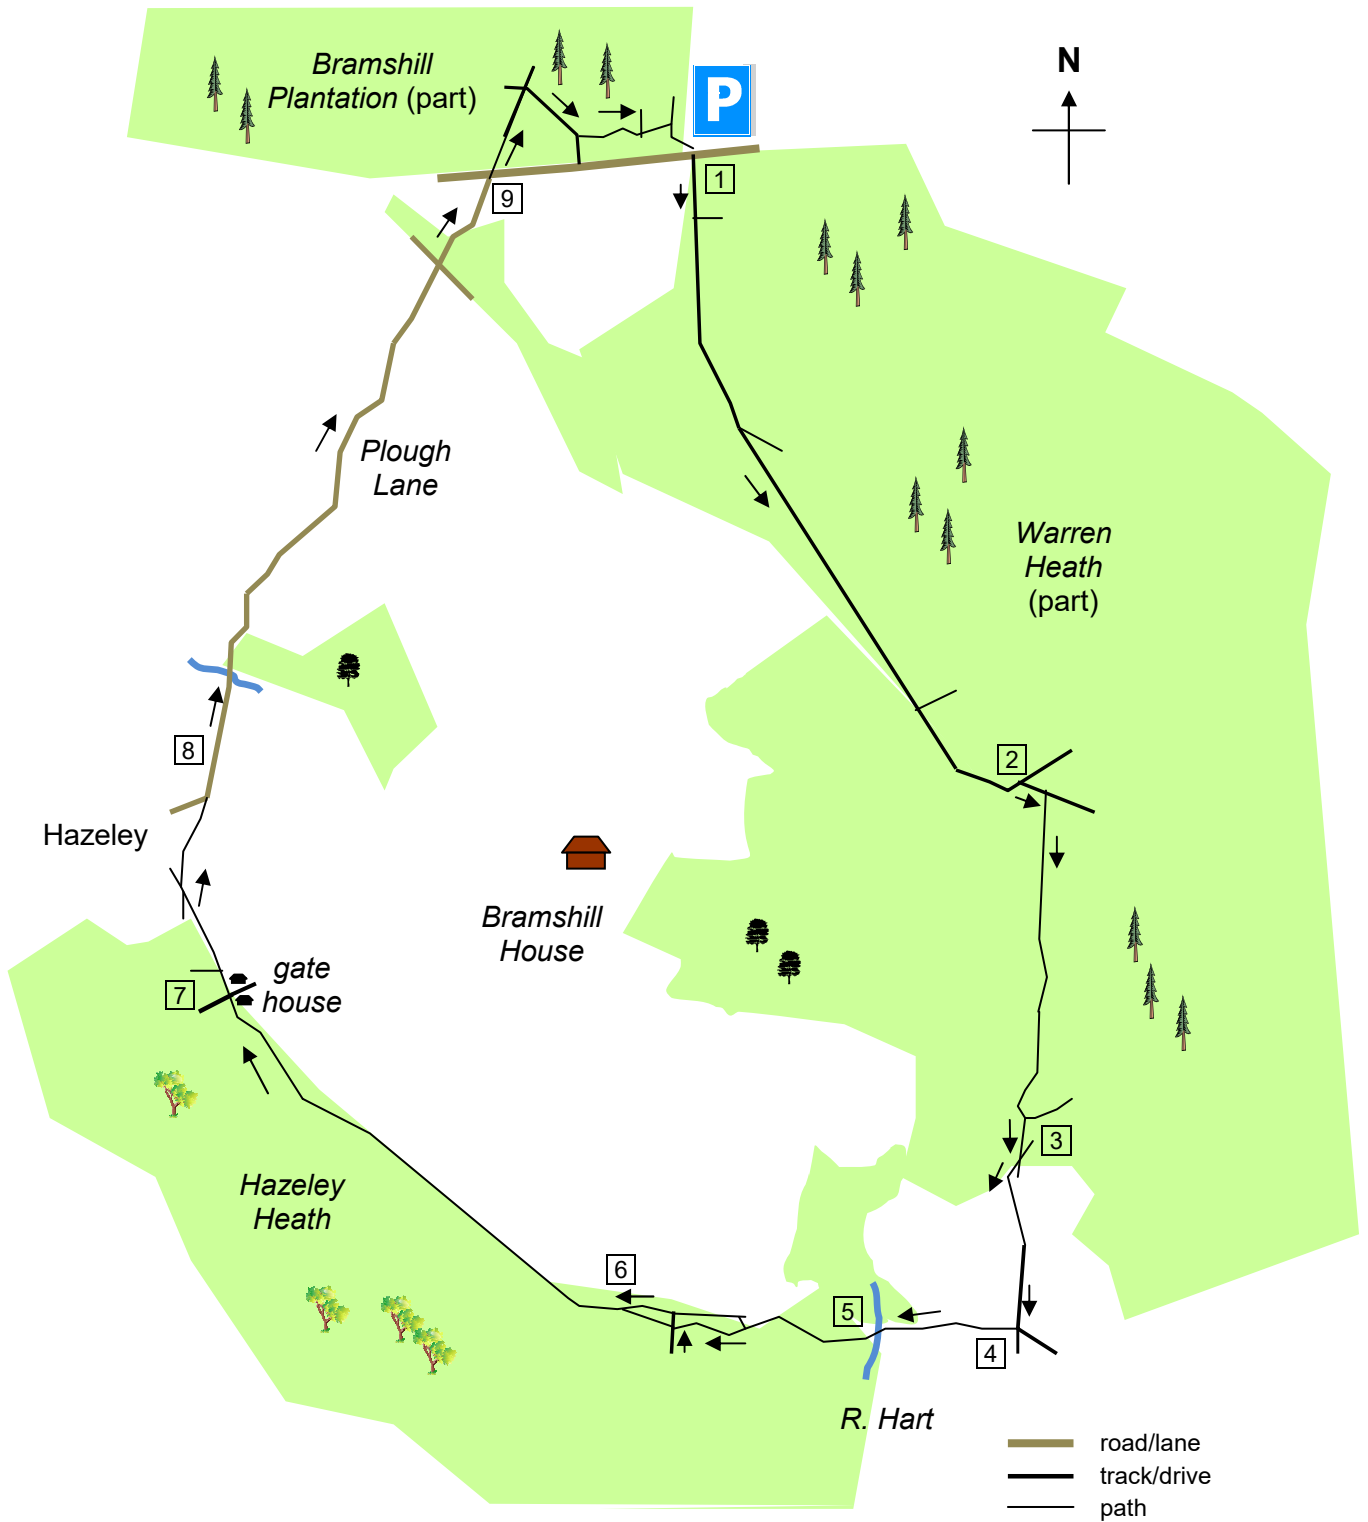 Bramshill
Plantation (part)
P
N
1
9
Plough
Lane
Warren
Heath
(part)
2
8
Hazeley
Bramshill
House
gate
house
7
3
Hazeley
Heath
6
5
4
R. Hart
road/lane
track/drive
path